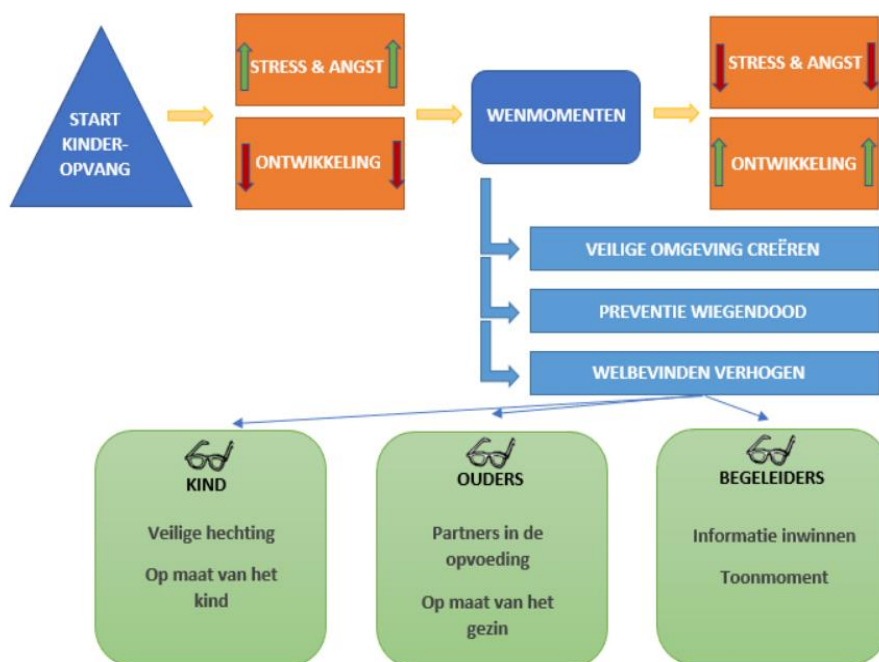 START
KINDER-
OPVANG
STRESS & ANGST
ONTWIKKELING
WENMOMENTEN
STRESS & ANGST
ONTWIKKELING
VEILIGE OMGEVING CREËREN
PREVENTIE WIEGENDOOD
WELBEVINDEN VERHOGEN
KIND
Veilige hechting
Op maat van het
kind
OUDERS
Partners in de
opvoeding
Op maat van het
gezin
BEGELEIDERS
Informatie inwinnen
Toonmoment